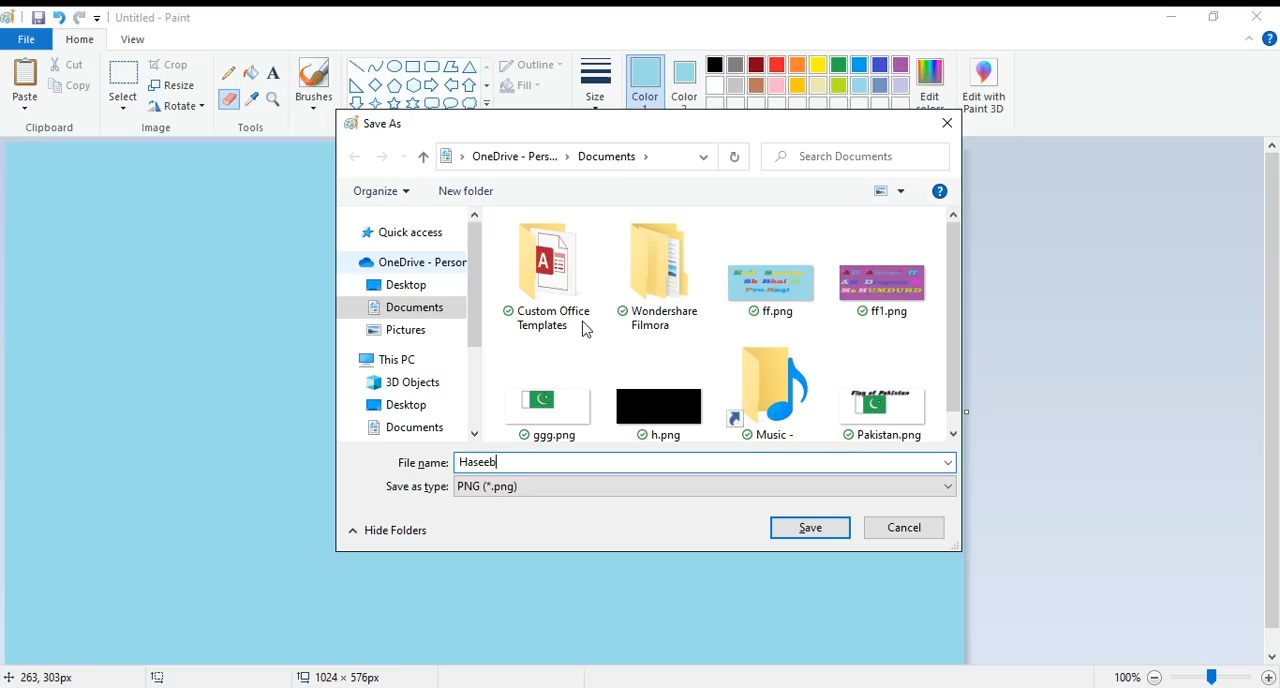 Untitled - Paint
File
Home
View
Paste
Cut
Copy
Clipboard
Select
Crop
Resize
Rotate
Image
Tools
Brushes
Outline
Fill
Size
Color
1
Color
2
Edit
colors
Edit with
Paint 3D
Save As
OneDrive - Pers...
Documents
Search Documents
Organize
New folder
Quick access
OneDrive - Person
Desktop
Documents
Pictures
This PC
3D Objects
Desktop
Documents
Custom Office
Templates
Wondershare
Filmora
ff.png
ff1.png
ggg.png
h.png
Music -
Flag of Pakistan
Pakistan.png
File name:
Haseeb
Save as type:
PNG (*.png)
Hide Folders
Save
Cancel
263, 303px
1024 × 576px
100%